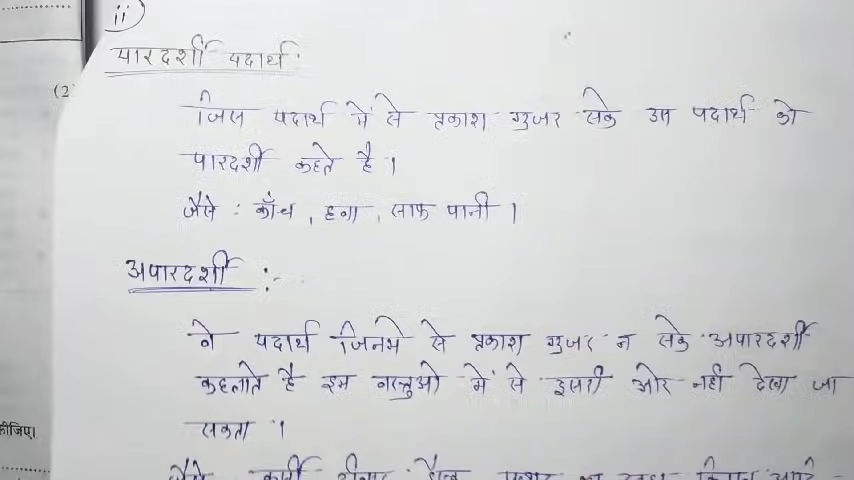 ii
पारदर्शी पदार्थ :
(2
जिस पदार्थ में से प्रकाश गुजर सके उस पदार्थ को
पारदर्शी कहते है ।
जैसे : काँच , हवा , साफ पानी ।
अपारदर्शी :-
वे पदार्थ जिनमे से प्रकाश गुजर न सके अपारदर्शी
कहलाते है इन वस्तुओ में से दूसरी ओर नही देखा जा
सकता ।
कीजिए।
जैसे